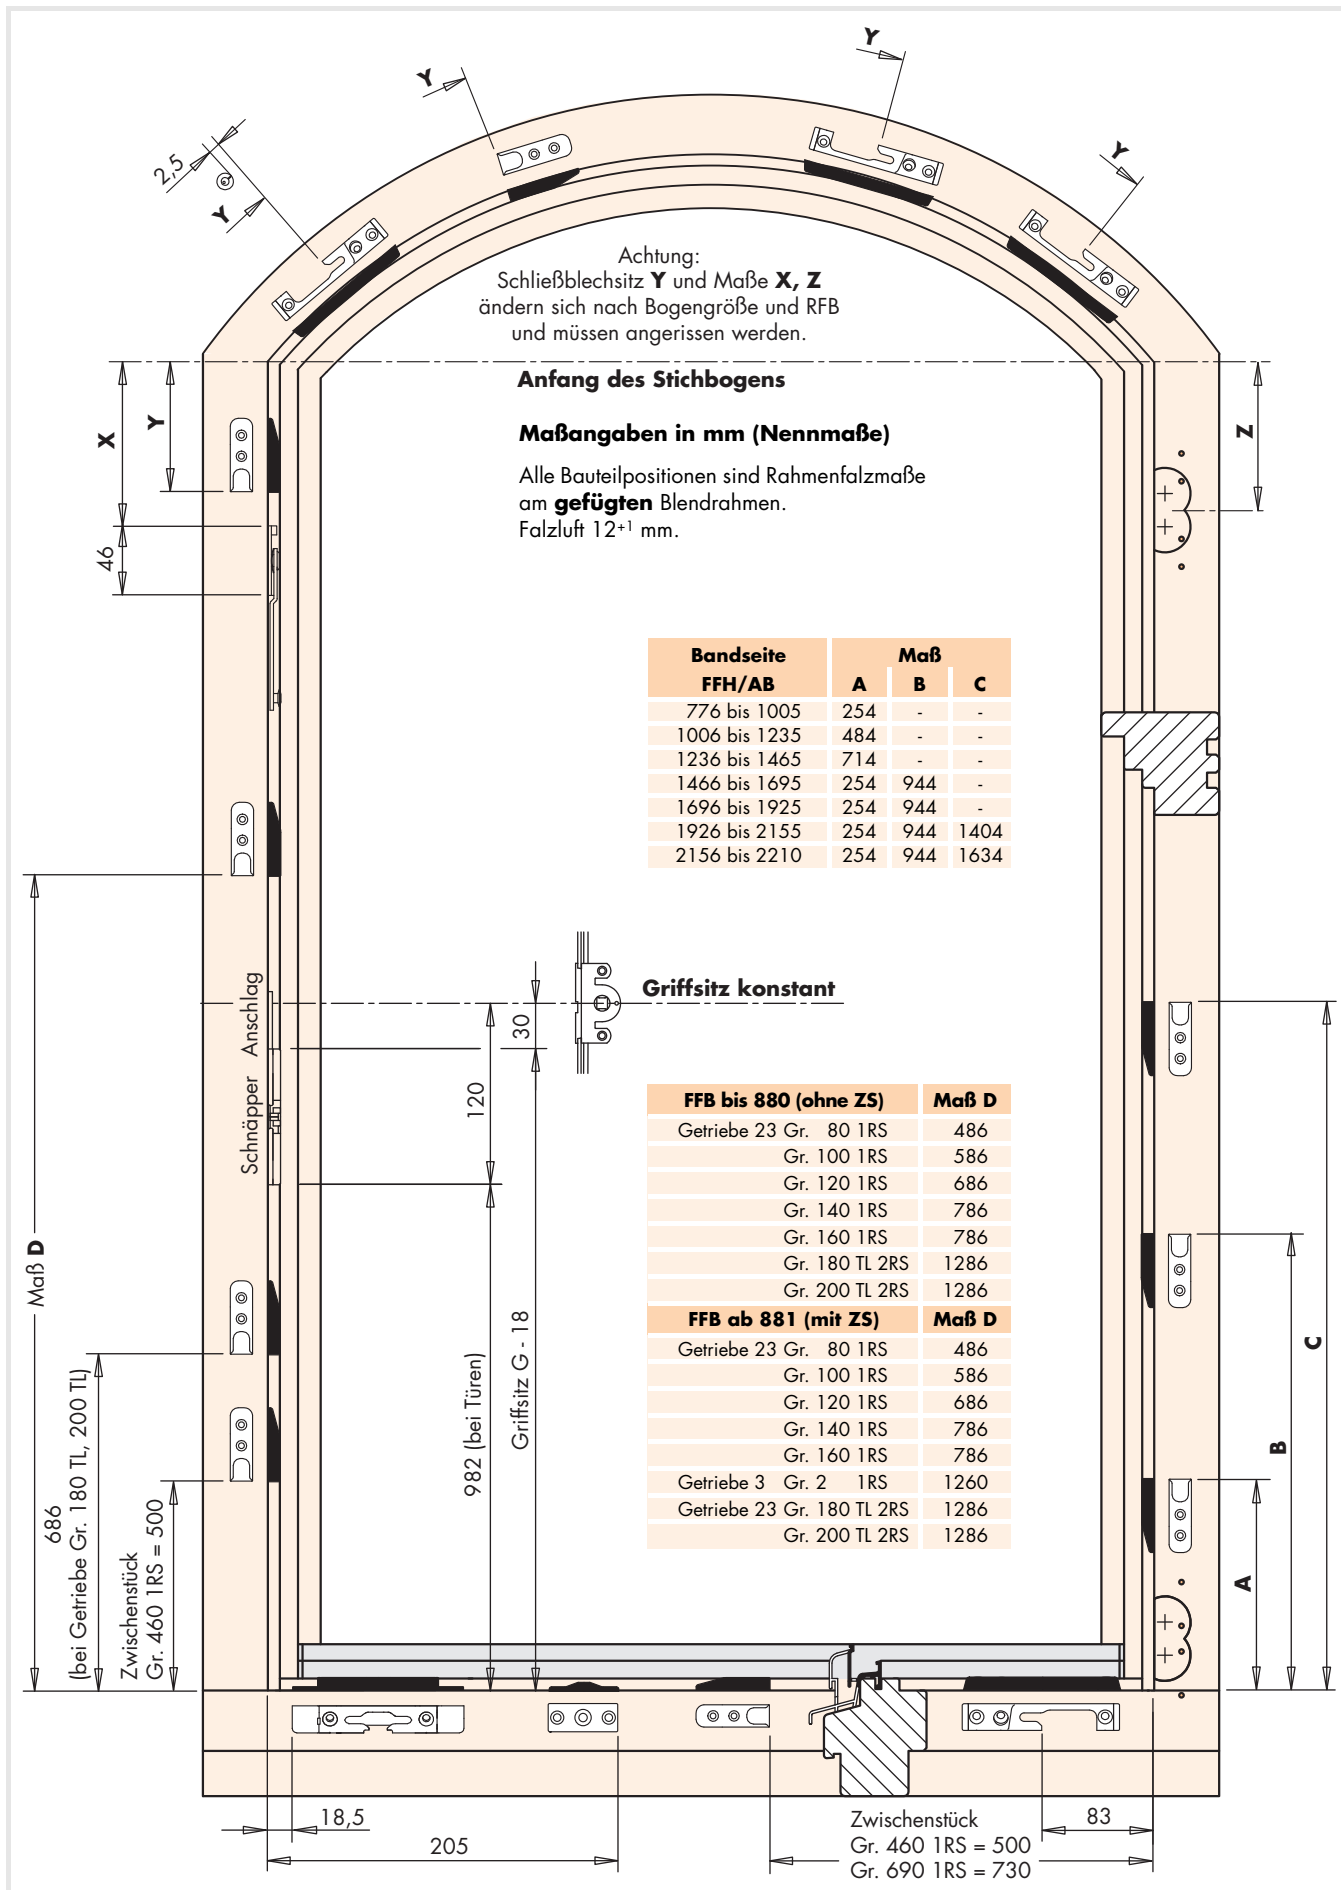 Y
Y
2,5
Y
Y
Achtung:
Schließblechsitz Y und Maße X, Z
ändern sich nach Bogengröße und RFB
und müssen angerissen werden.
Anfang des Stichbogens
X
Y
Z
46
Maßangaben in mm (Nennmaße)
Alle Bauteilpositionen sind Rahmenfalzmaße
am gefügten Blendrahmen.
Falzluft 12+1 mm.
Bandseite Maß
FFH/AB A B C
776 bis 1005 254 - -
1006 bis 1235 484 - -
1236 bis 1465 714 - -
1466 bis 1695 254 944 -
1696 bis 1925 254 944 -
1926 bis 2155 254 944 1404
2156 bis 2210 254 944 1634
Griffsitz konstant
Schnäpper Anschlag
30
120
982 (bei Türen)
Griffsitz G - 18
Maß D
686
(bei Getriebe Gr. 180 TL, 200 TL)
Zwischenstück
Gr. 460 1RS = 500
FFB bis 880 (ohne ZS) Maß D
Getriebe 23 Gr. 80 1RS 486
Gr. 100 1RS 586
Gr. 120 1RS 686
Gr. 140 1RS 786
Gr. 160 1RS 786
Gr. 180 TL 2RS 1286
Gr. 200 TL 2RS 1286
FFB ab 881 (mit ZS) Maß D
Getriebe 23 Gr. 80 1RS 486
Gr. 100 1RS 586
Gr. 120 1RS 686
Gr. 140 1RS 786
Gr. 160 1RS 786
Getriebe 3 Gr. 2 1RS 1260
Getriebe 23 Gr. 180 TL 2RS 1286
Gr. 200 TL 2RS 1286
C
B
A
18,5
205
Zwischenstück
Gr. 460 1RS = 500
Gr. 690 1RS = 730
83